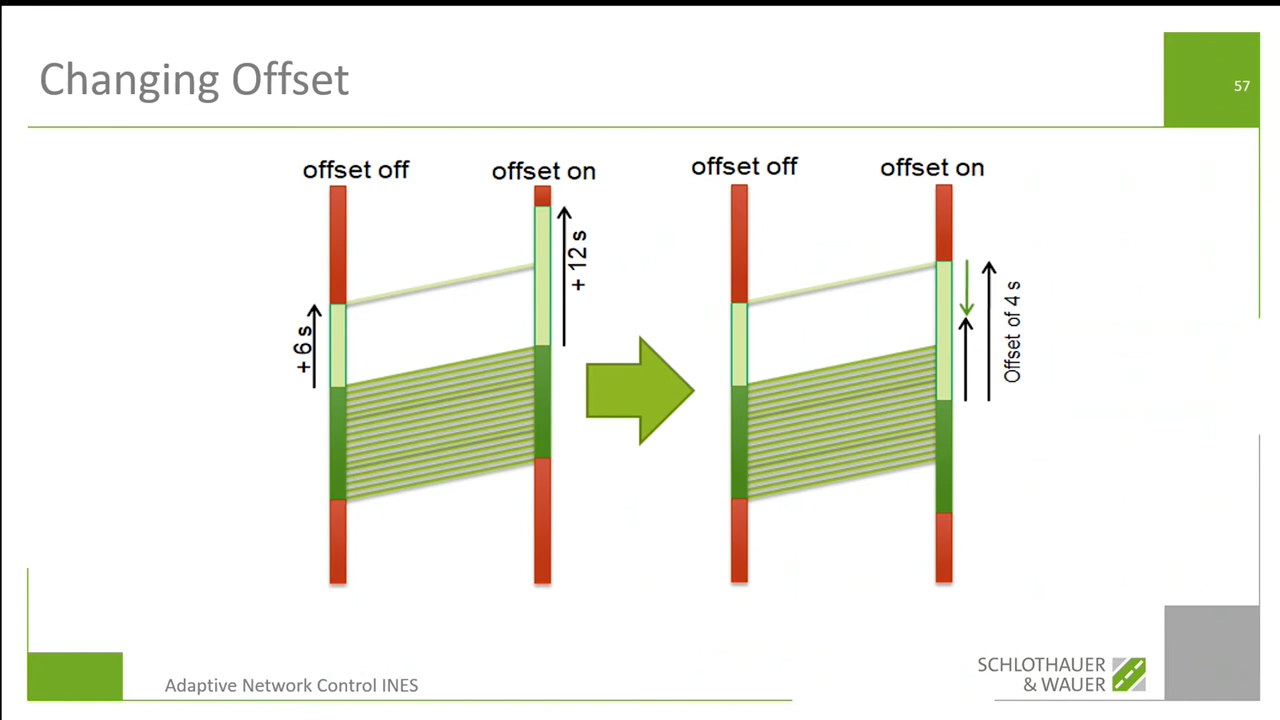 Changing Offset
57
offset off
offset on
offset off
offset on
+ 6 s
+ 12 s
Offset of 4 s
Adaptive Network Control INES
SCHLOTHAUER
& WAUER